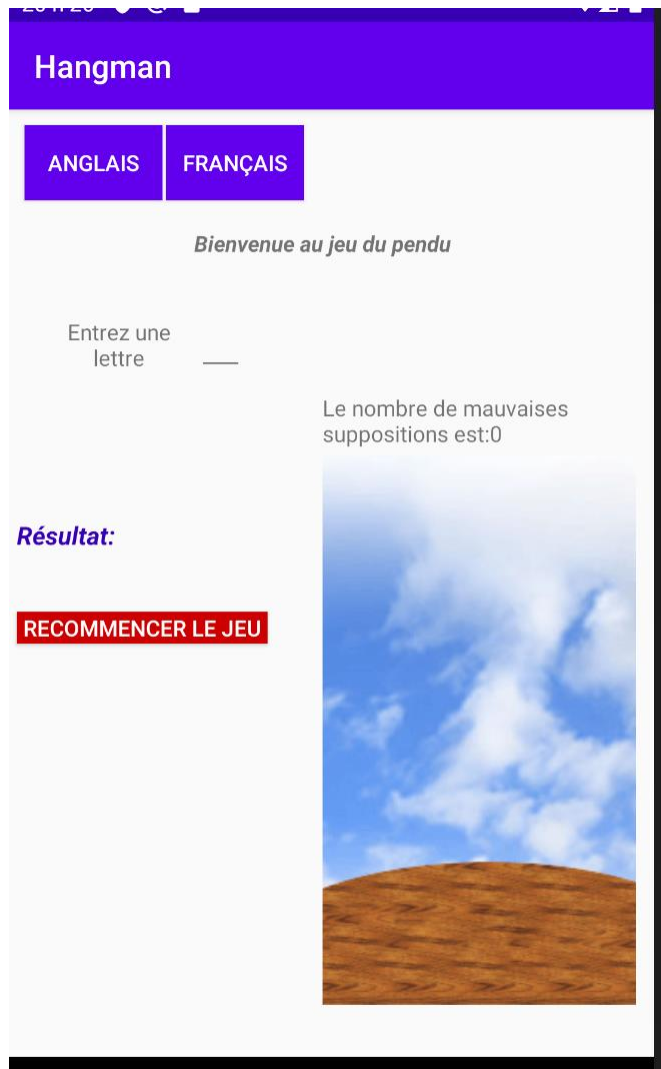 Hangman
ANGLAIS FRANÇAIS
Bienvenue au jeu du pendu
Entrez une
lettre
Le nombre de mauvaises
suppositions est:0
Résultat:
RECOMMENCER LE JEU